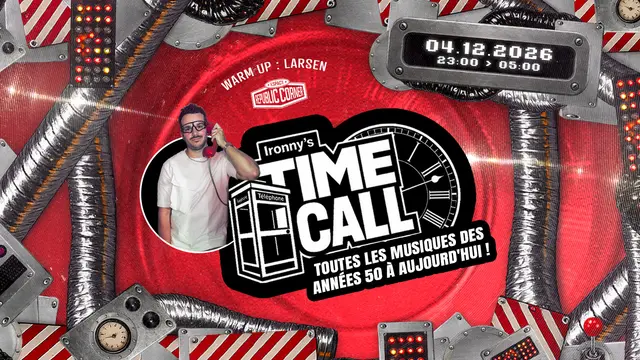 04.12.2026
23:00 > 05:00
WARM UP : LARSEN
REPUBLIC CORNER
Ironny's
TIME
CALL
Téléphone
TOUTES LES MUSIQUES DES
ANNÉES 50 À AUJOURD'HUI !